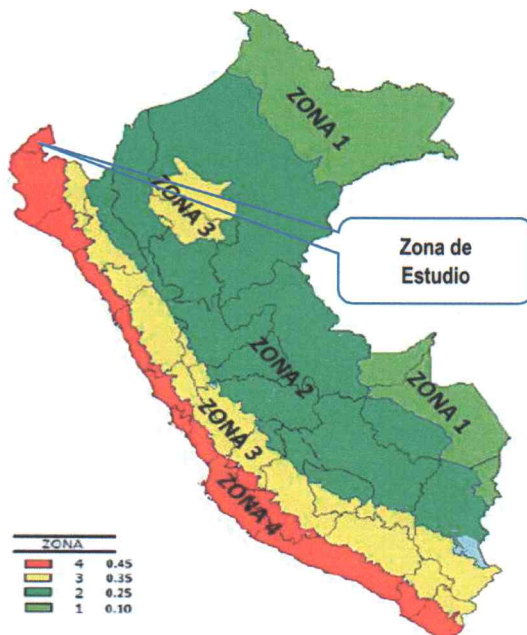 ZONA 1
ZONA 3
Zona de
Estudio
ZONA 2
ZONA 1
ZONA 3
ZONA 4
ZONA
4 0.45
3 0.35
2 0.25
1 0.10